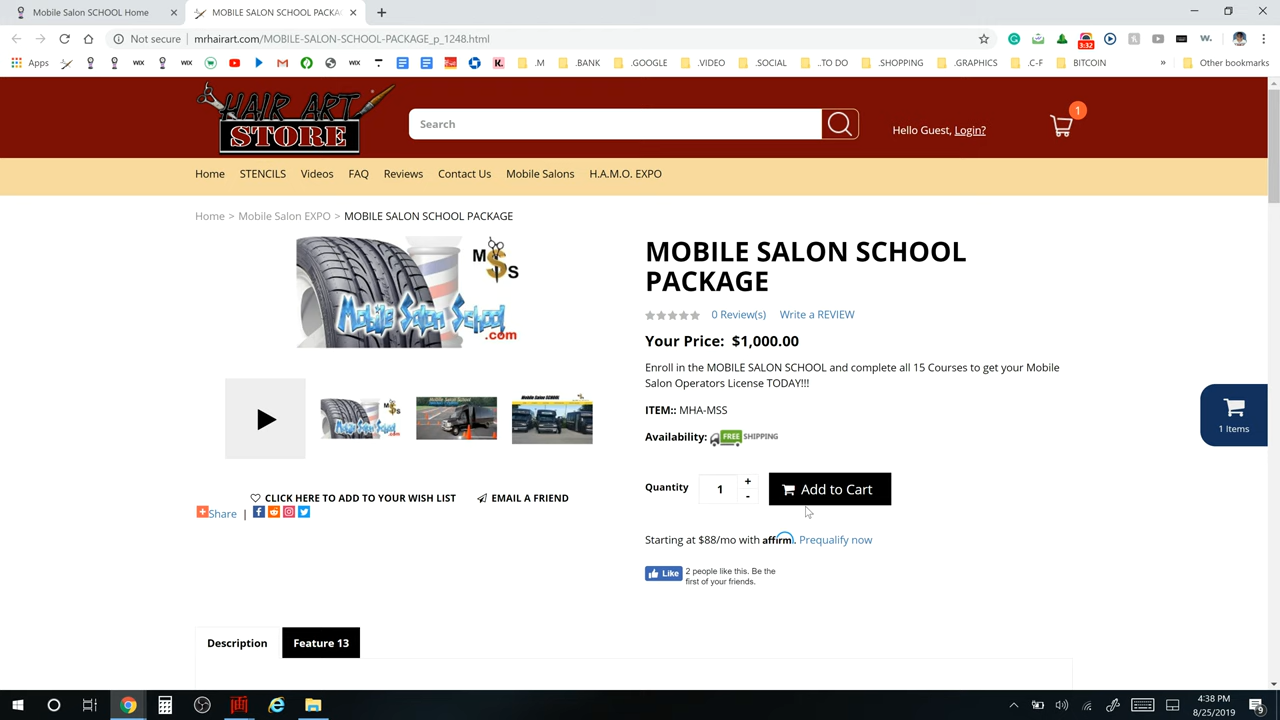 Mobile Salon SCHOOL Home
MOBILE SALON SCHOOL PACKA
Not secure | mrhairart.com/MOBILE-SALON-SCHOOL-PACKAGE_p_1248.html
3:32
Apps
WIX
WIX
WIX
K.
.M
.BANK
.GOOGLE
.VIDEO
.SOCIAL
..TO DO
.SHOPPING
.GRAPHICS
.C-F
BITCOIN
»
Other bookmarks
HAIR ART
STORE
Search
Hello Guest, Login?
1
Home
STENCILS
Videos
FAQ
Reviews
Contact Us
Mobile Salons
H.A.M.O. EXPO
Home > Mobile Salon EXPO > MOBILE SALON SCHOOL PACKAGE
M$S
Mobile Salon School
.com
MOBILE SALON SCHOOL
PACKAGE
0 Review(s)
Write a REVIEW
Your Price: $1,000.00
Enroll in the MOBILE SALON SCHOOL and complete all 15 Courses to get your Mobile
Salon Operators License TODAY!!!
ITEM:: MHA-MSS
Availability: FREE SHIPPING
Quantity
1
+
-
Add to Cart
Starting at $88/mo with affirm. Prequalify now
Like
2 people like this. Be the
first of your friends.
CLICK HERE TO ADD TO YOUR WISH LIST
EMAIL A FRIEND
Share |
1 Items
Description
Feature 13
4:38 PM
8/25/2019
9